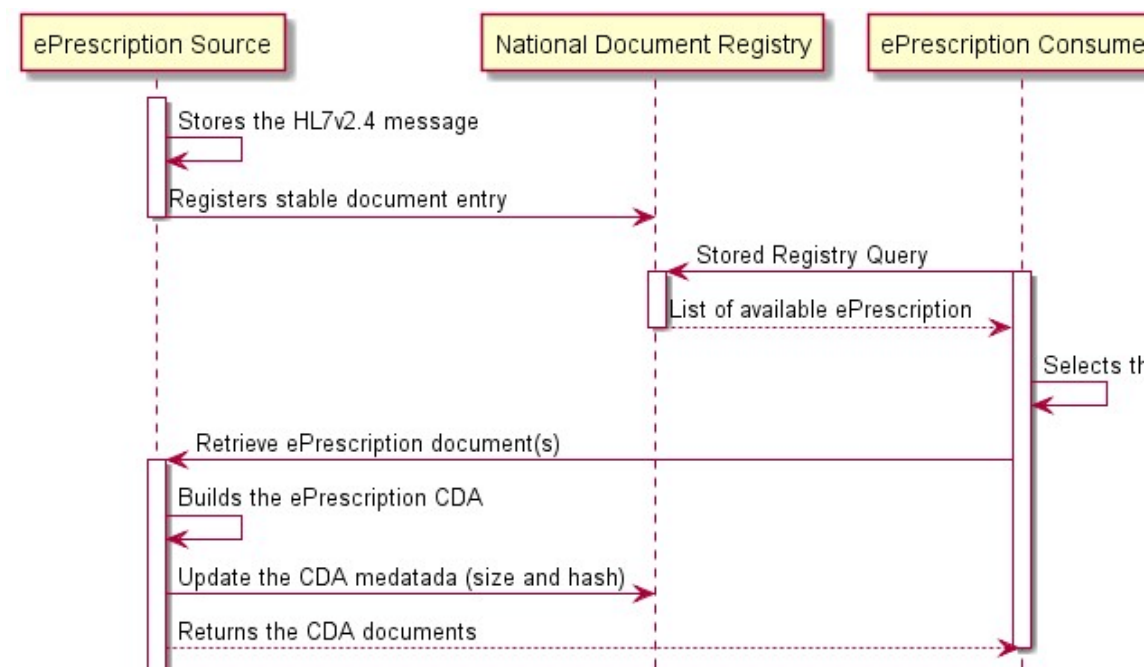 ePrescription Source
National Document Registry
ePrescription Consume
Stores the HL7v2.4 message
Registers stable document entry
Stored Registry Query
List of available ePrescription
Selects th
Retrieve ePrescription document(s)
Builds the ePrescription CDA
Update the CDA medatada (size and hash)
Returns the CDA documents